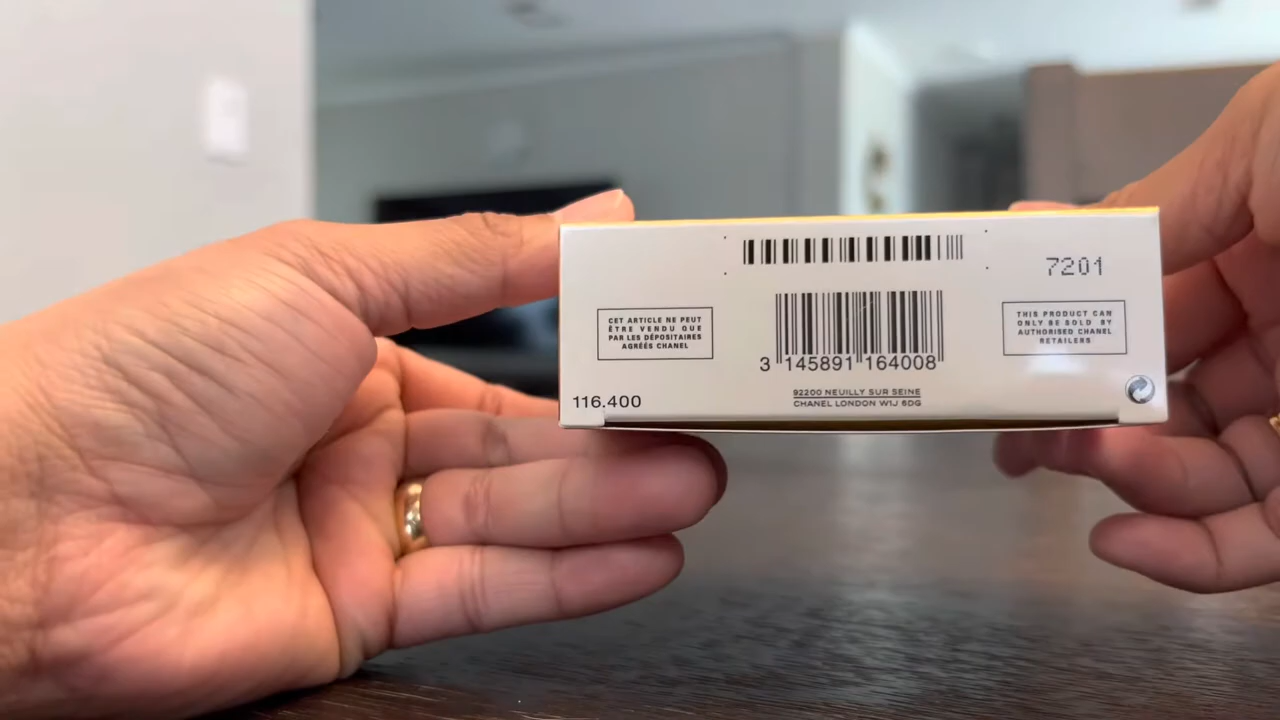 7201
CET ARTICLE NE PEUT
ÊTRE VENDU QUE
PAR LES DÉPOSITAIRES
AGRÉÉS CHANEL
THIS PRODUCT CAN
ONLY BE SOLD BY
AUTHORISED CHANEL
RETAILERS
3 145891 164008
116.400
92200 NEUILLY SUR SEINE
CHANEL LONDON W1J 6DG